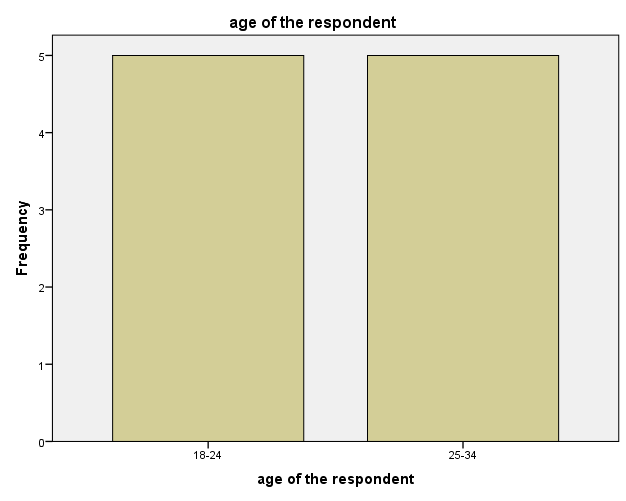 age of the respondent
Frequency
5
4
3
2
1
0
18-24
25-34
age of the respondent